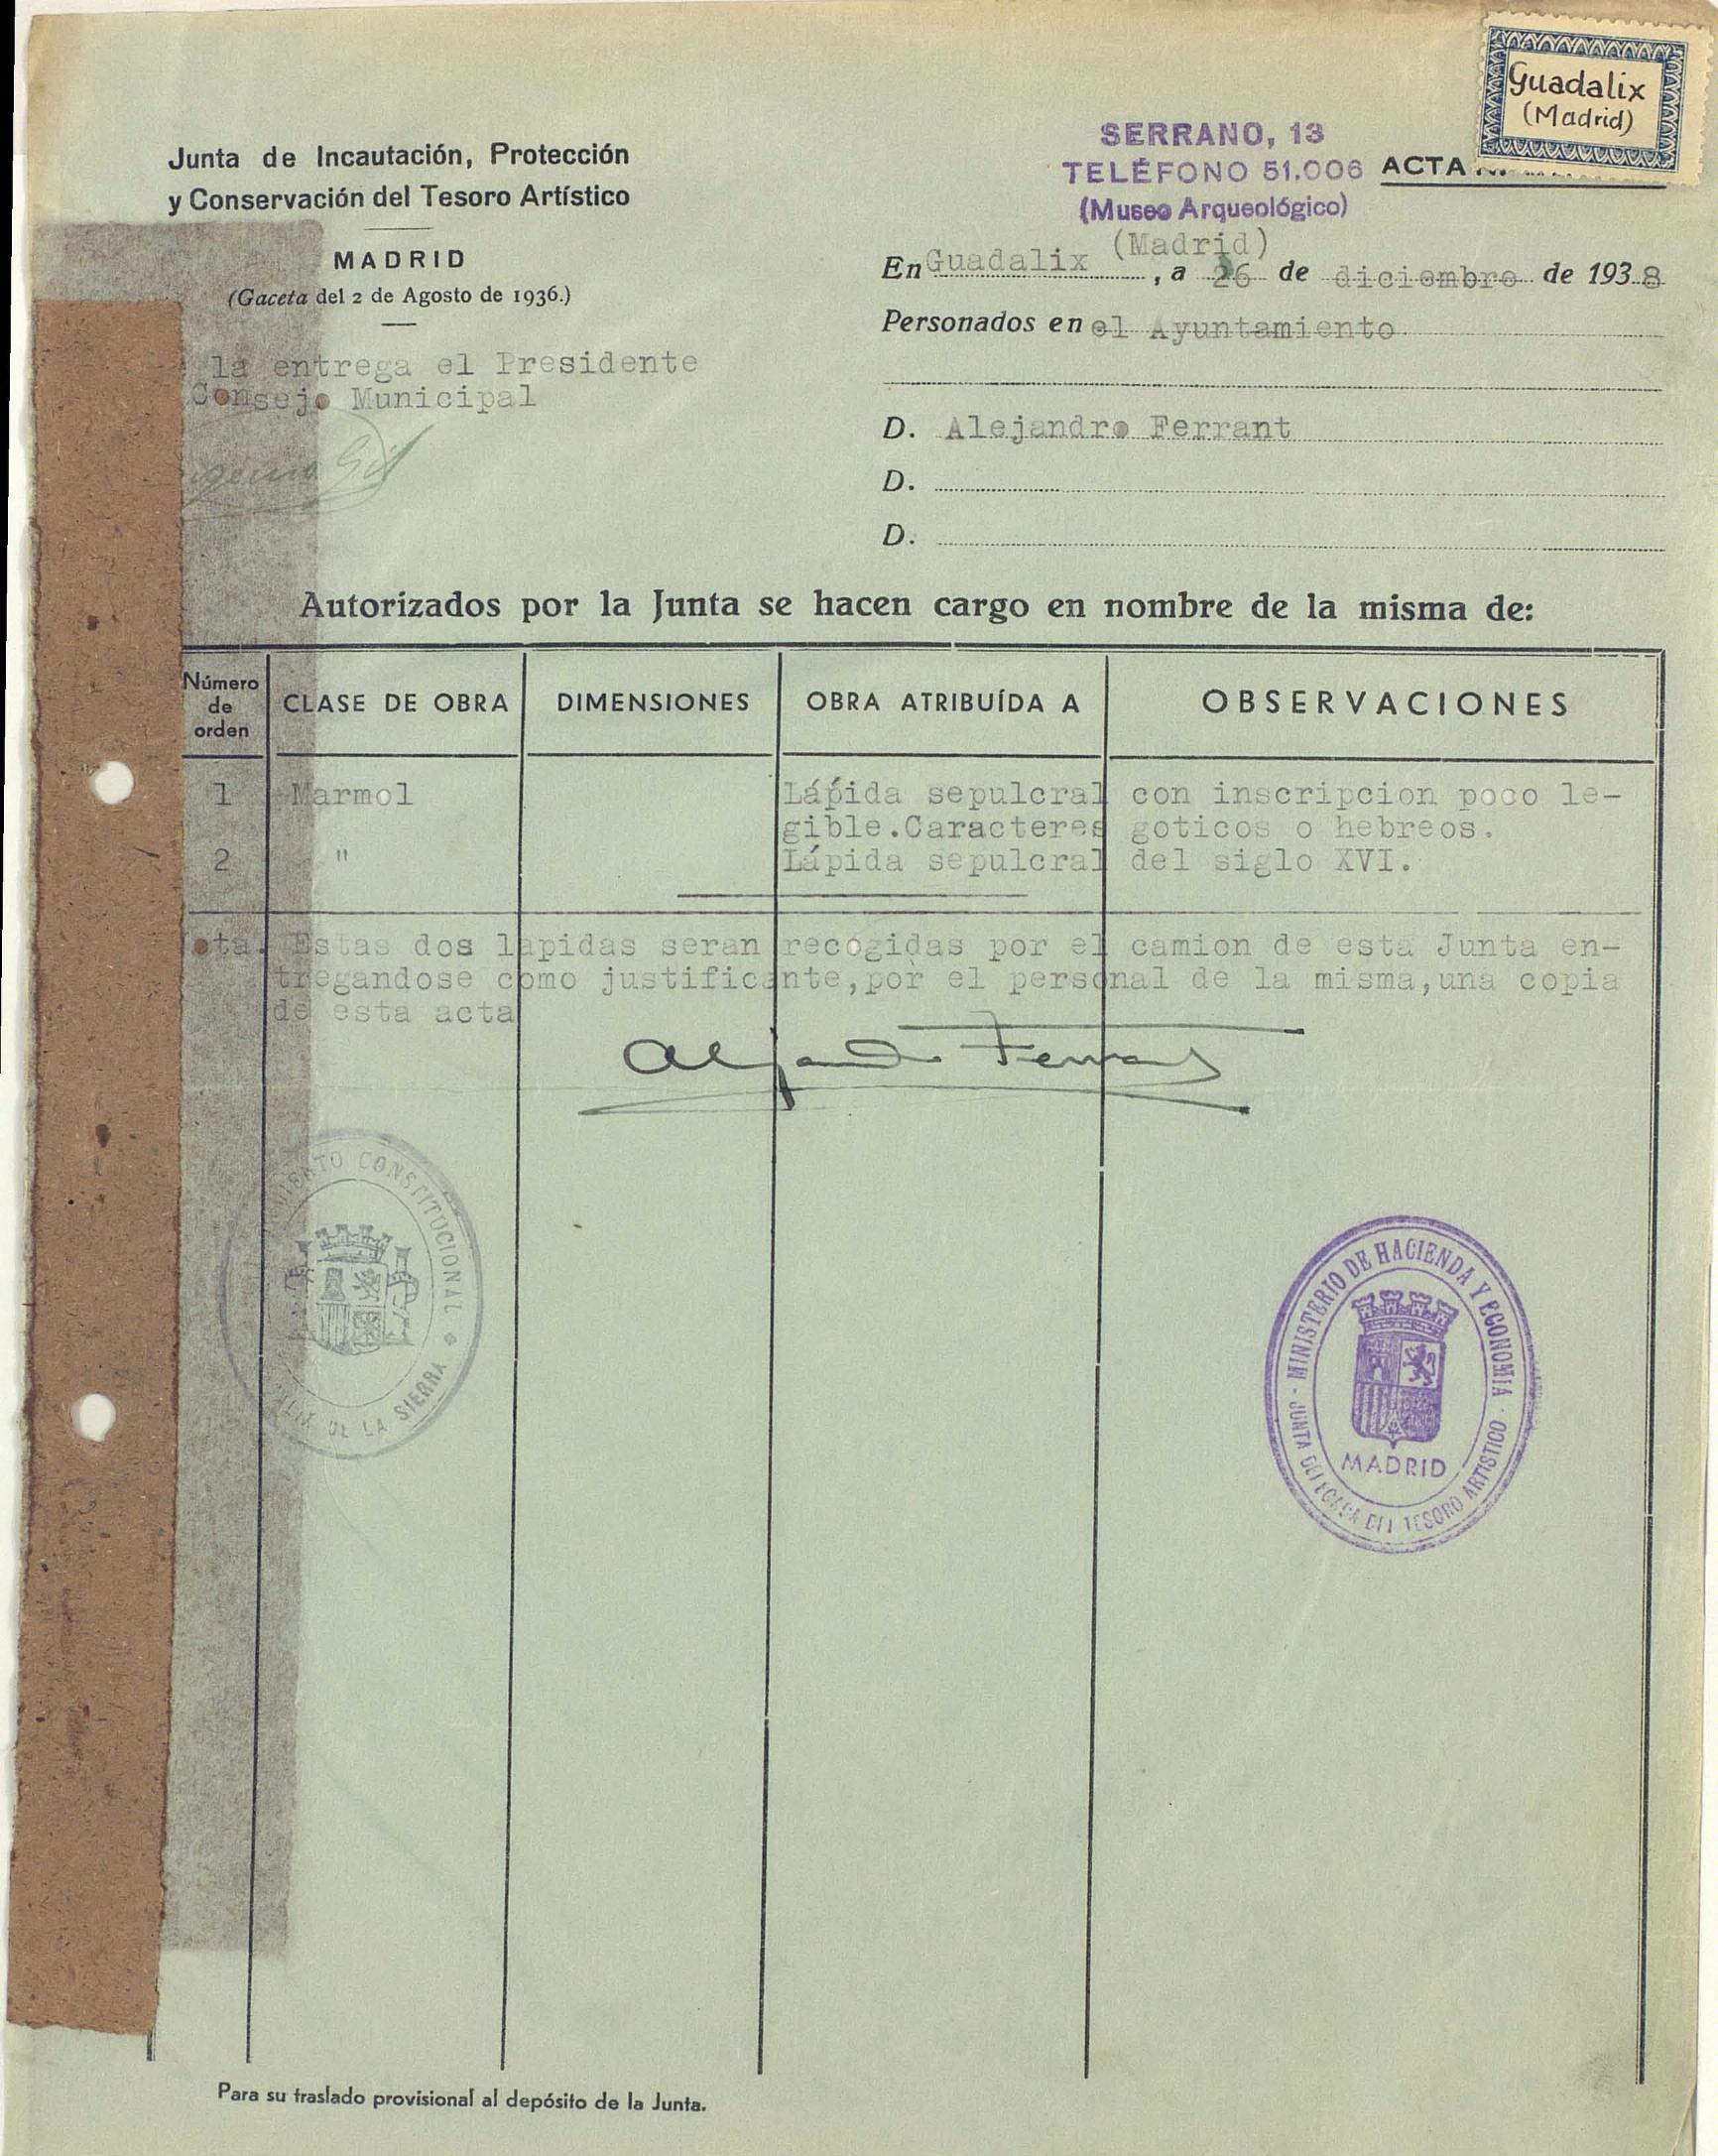 Guadalix
(Madrid)
Junta de Incautación, Protección
y Conservación del Tesoro Artístico
MADRID
(Gaceta del 2 de Agosto de 1936.)
SERRANO, 13
TELÉFONO 51.006
(Museo Arqueológico)
ACTA
En Guadalix (Madrid), a 26 de diciembre de 1938
Personados en el Ayuntamiento
la entrega el Presidente
Consejo Municipal
Gil
D. Alejandro Ferrant
D.
D.
Autorizados por la Junta se hacen cargo en nombre de la misma de:
Número de orden CLASE DE OBRA DIMENSIONES OBRA ATRIBUÍDA A OBSERVACIONES
1 Marmol Lápida sepulcral con inscripcion poco le-
gible.Caracteres goticos o hebreos.
2 " Lápida sepulcral del siglo XVI.
ota. Estas dos lapidas seran recogidas por el camion de esta Junta en-
tregandose como justificante,por el personal de la misma,una copia
de esta acta
Alejandro Ferrant
CONSTITUCIONAL
DE LA SIERRA
MINISTERIO DE HACIENDA Y ECONOMIA
MADRID
JUNTA DELEGADA DEL TESORO ARTISTICO
Para su traslado provisional al depósito de la Junta.